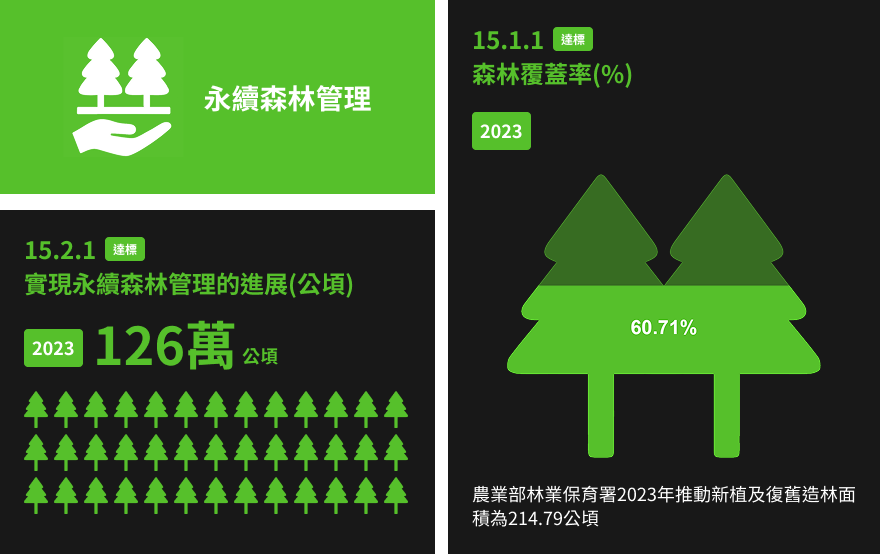 永續森林管理
15.2.1 達標
實現永續森林管理的進展(公頃)
2023 126萬 公頃
15.1.1 達標
森林覆蓋率(%)
2023
60.71%
農業部林業保育署2023年推動新植及復舊造林面
積為214.79公頃